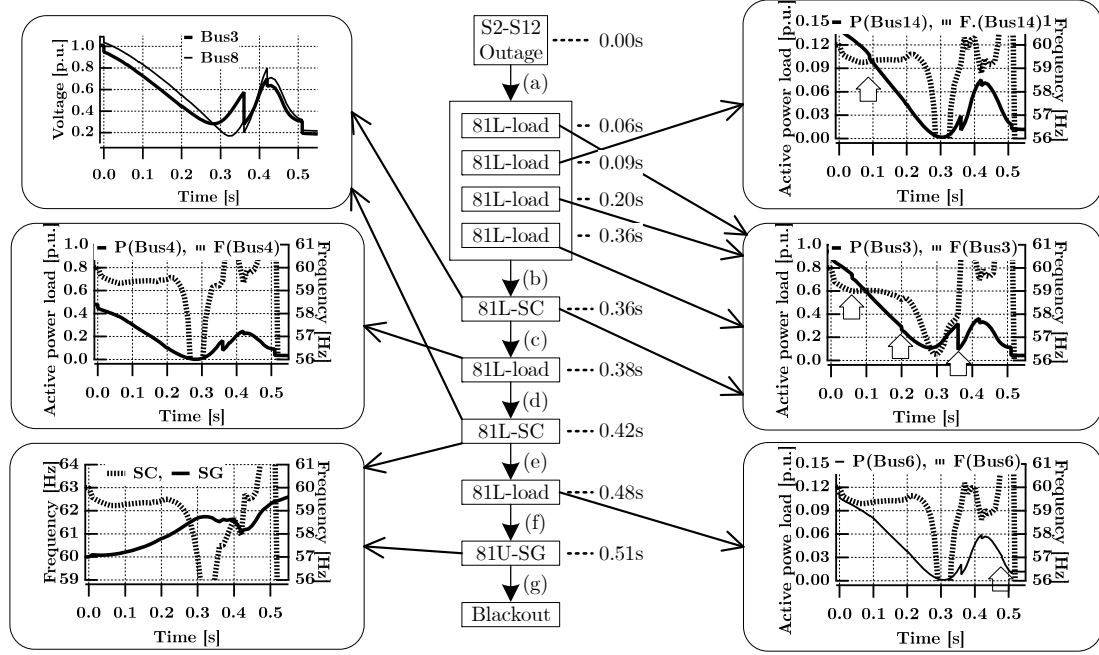 Bus3
Bus8
Voltage [p.u.]
1.0
0.8
0.6
0.4
0.2
0.0 0.1 0.2 0.3 0.4 0.5
Time [s]
P(Bus4), F(Bus4)
Active power load [p.u.]
1.0
0.8
0.6
0.4
0.2
0.0
61
60
59
58
57
56
Frequency [Hz]
0.0 0.1 0.2 0.3 0.4 0.5
Time [s]
SC, SG
Frequency [Hz]
64
63
62
61
60
59
61
60
59
58
57
56
Frequency [Hz]
0.0 0.1 0.2 0.3 0.4 0.5
Time [s]
S2-S12
Outage
0.00s
(a)
81L-load 0.06s
81L-load 0.09s
81L-load 0.20s
81L-load 0.36s
(b)
81L-SC 0.36s
(c)
81L-load 0.38s
(d)
81L-SC 0.42s
(e)
81L-load 0.48s
(f)
81U-SG 0.51s
(g)
Blackout
P(Bus14), F.(Bus14)
Active power load [p.u.]
0.15
0.12
0.09
0.06
0.03
0.00
1
60
59
58
57
56
Frequency [Hz]
0.0 0.1 0.2 0.3 0.4 0.5
Time [s]
P(Bus3), F(Bus3)
Active power load [p.u.]
1.0
0.8
0.6
0.4
0.2
0.0
61
60
59
58
57
56
Frequency [Hz]
0.0 0.1 0.2 0.3 0.4 0.5
Time [s]
P(Bus6), F(Bus6)
Active power load [p.u.]
0.15
0.12
0.09
0.06
0.03
0.00
61
60
59
58
57
56
Frequency [Hz]
0.0 0.1 0.2 0.3 0.4 0.5
Time [s]